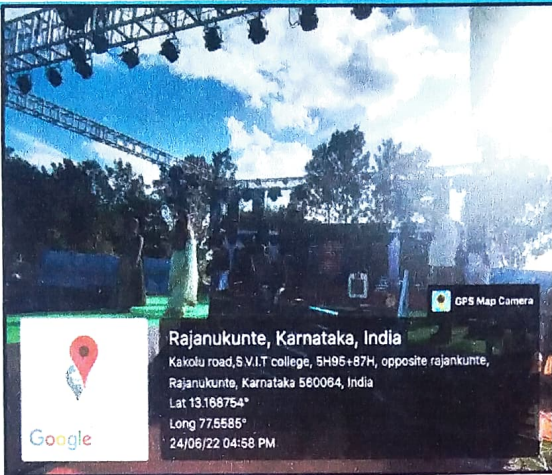 GPS Map Camera
Rajanukunte, Karnataka, India
Kakolu road,S.V.I.T college, 5H95+87H, opposite rajankunte,
Rajanukunte, Karnataka 560064, India
Lat 13.168754°
Long 77.5585°
24/06/22 04:58 PM
Google